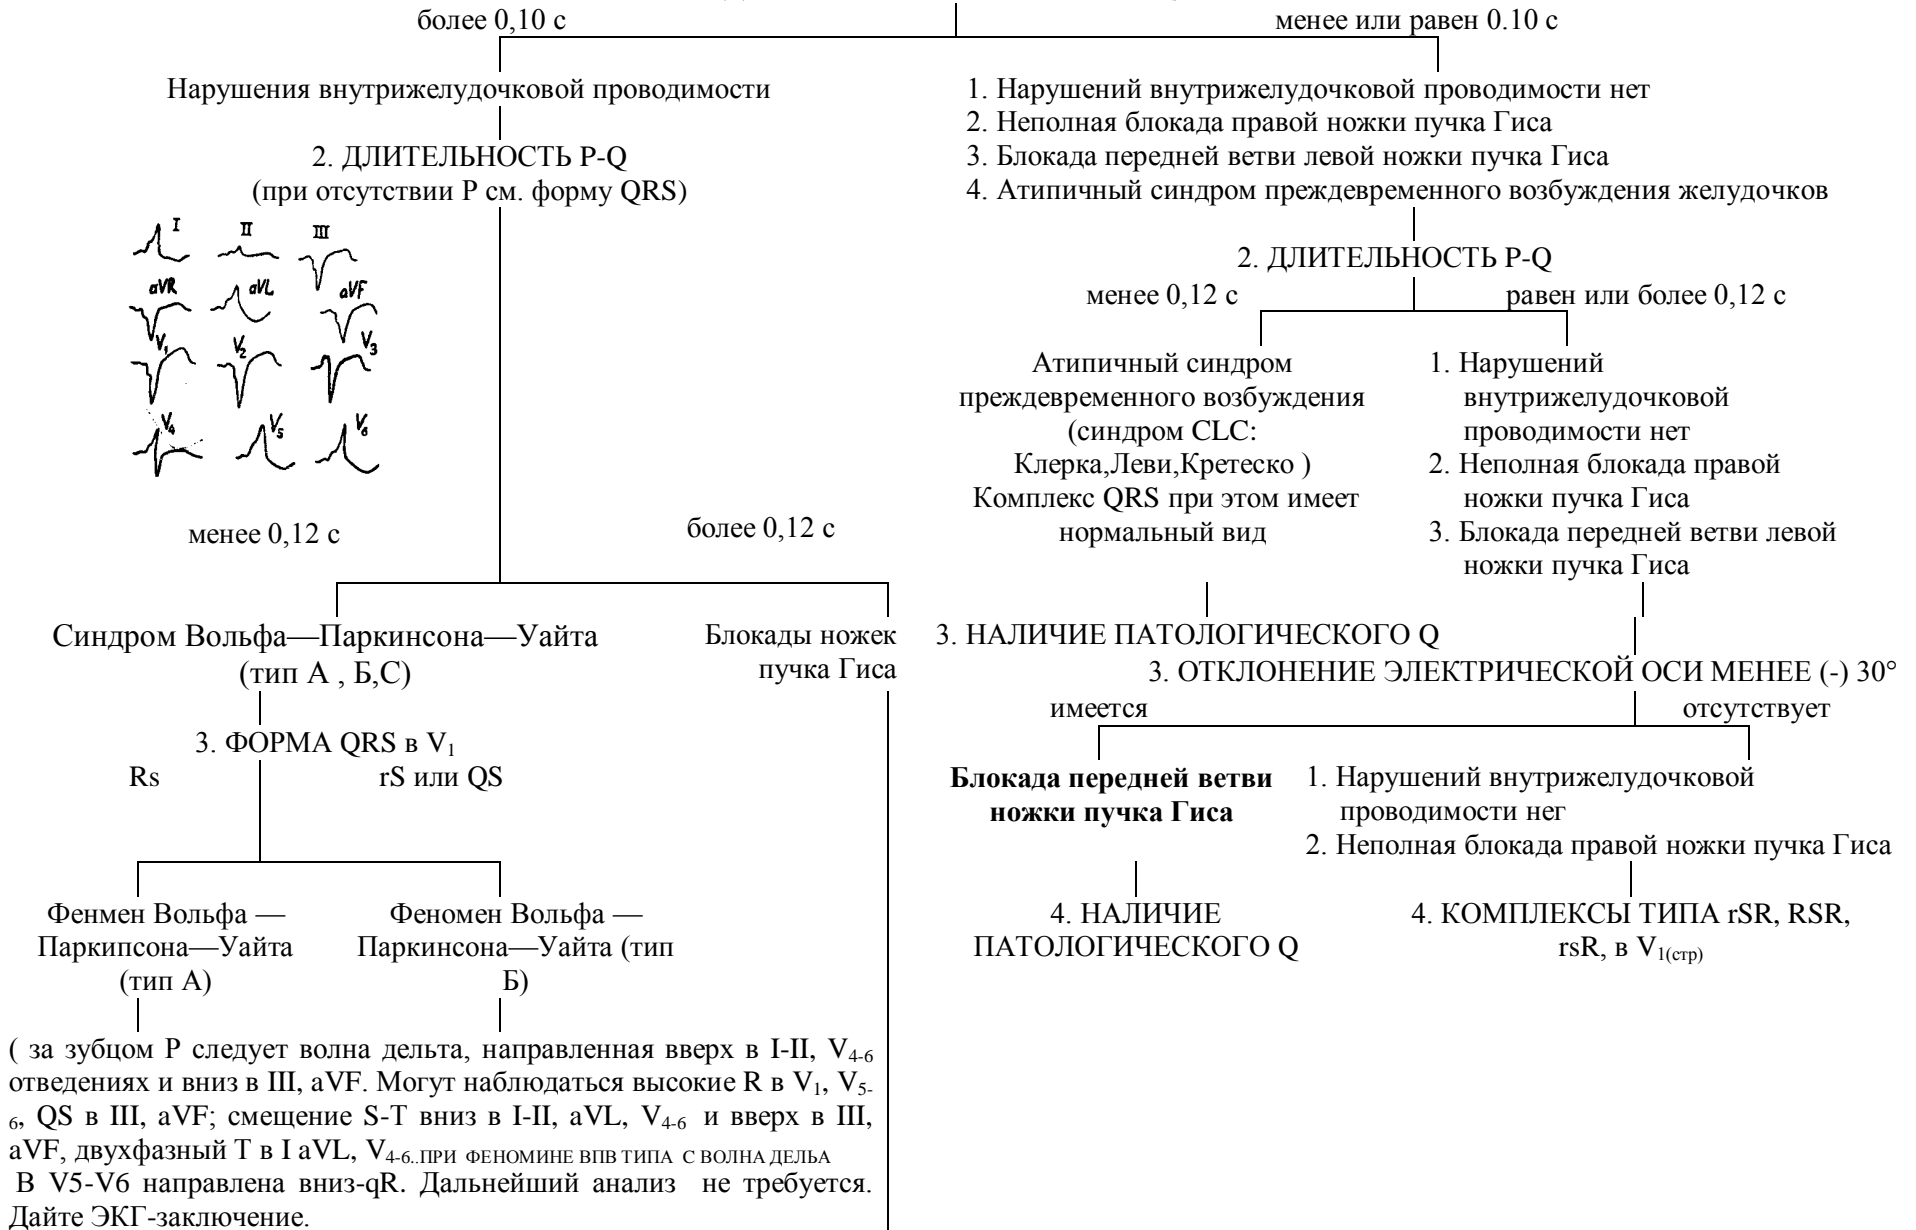 более 0,10 с
менее или равен 0.10 с
Нарушения внутрижелудочковой проводимости
2. ДЛИТЕЛЬНОСТЬ P-Q
(при отсутствии Р см. форму QRS)
I
II
III
aVR
aVL
aVF
V1
V2
V3
V4
V5
V6
менее 0,12 с
более 0,12 с
Синдром Вольфа—Паркинсона—Уайта
(тип А , Б,С)
Блокады ножек
пучка Гиса
3. ФОРМА QRS в V1
Rs
rS или QS
Фенмен Вольфа —
Паркипсона—Уайта
(тип А)
Феномен Вольфа —
Паркинсона—Уайта (тип
Б)
( за зубцом Р следует волна дельта, направленная вверх в I-II, V4-6
отведениях и вниз в III, aVF. Могут наблюдаться высокие R в V1, V5-
6, QS в III, aVF; смещение S-T вниз в I-II, aVL, V4-6 и вверх в III,
aVF, двухфазный Т в I aVL, V4-6..ПРИ ФЕНОМИНЕ ВПВ ТИПА С ВОЛНА ДЕЛЬА
В V5-V6 направлена вниз-qR. Дальнейший анализ не требуется.
Дайте ЭКГ-заключение.
1. Нарушений внутрижелудочковой проводимости нет
2. Неполная блокада правой ножки пучка Гиса
3. Блокада передней ветви левой ножки пучка Гиса
4. Атипичный синдром преждевременного возбуждения желудочков
2. ДЛИТЕЛЬНОСТЬ P-Q
менее 0,12 с
равен или более 0,12 с
Атипичный синдром
преждевременного возбуждения
(синдром CLC:
Клерка,Леви,Кретеско )
Комплекс QRS при этом имеет
нормальный вид
1. Нарушений
внутрижелудочковой
проводимости нет
2. Неполная блокада правой
ножки пучка Гиса
3. Блокада передней ветви левой
ножки пучка Гиса
3. НАЛИЧИЕ ПАТОЛОГИЧЕСКОГО Q
3. ОТКЛОНЕНИЕ ЭЛЕКТРИЧЕСКОЙ ОСИ МЕНЕЕ (-) 30°
имеется
отсутствует
Блокада передней ветви
ножки пучка Гиса
1. Нарушений внутрижелудочковой
проводимости нег
2. Неполная блокада правой ножки пучка Гиса
4. НАЛИЧИЕ
ПАТОЛОГИЧЕСКОГО Q
4. КОМПЛЕКСЫ ТИПА rSR, RSR,
rsR, в V1(стр)